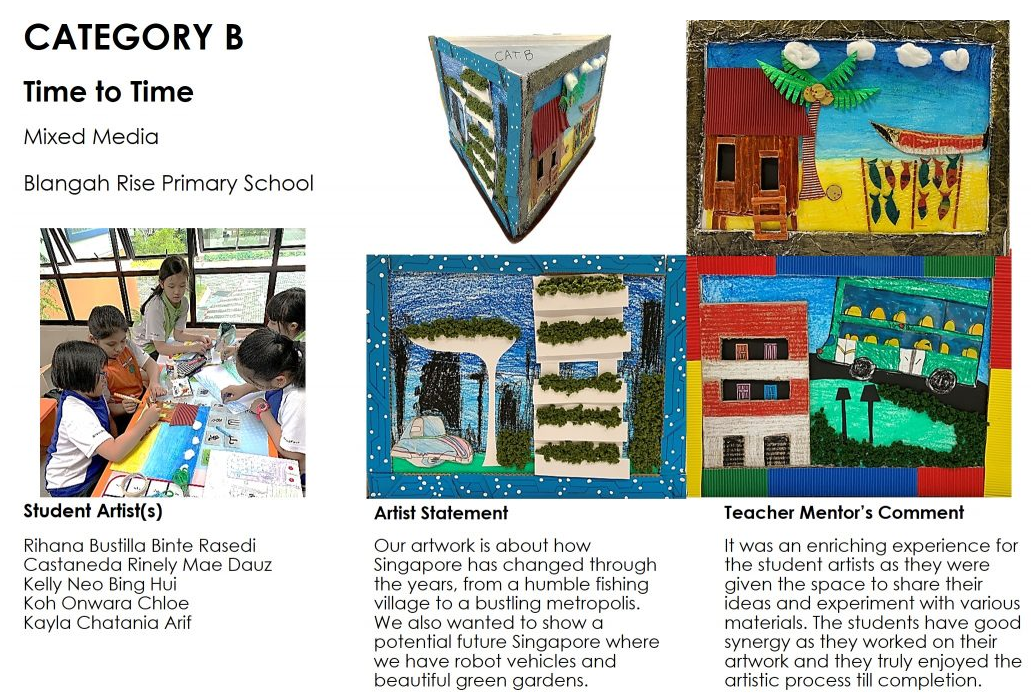 CATEGORY B
Time to Time
Mixed Media
Blangah Rise Primary School
CAT. B
Student Artist(s)
Rihana Bustilla Binte Rasedi
Castaneda Rinely Mae Dauz
Kelly Neo Bing Hui
Koh Onwara Chloe
Kayla Chatania Arif
Artist Statement
Our artwork is about how
Singapore has changed through
the years, from a humble fishing
village to a bustling metropolis.
We also wanted to show a
potential future Singapore where
we have robot vehicles and
beautiful green gardens.
Teacher Mentor's Comment
It was an enriching experience for
the student artists as they were
given the space to share their
ideas and experiment with various
materials. The students have good
synergy as they worked on their
artwork and they truly enjoyed the
artistic process till completion.